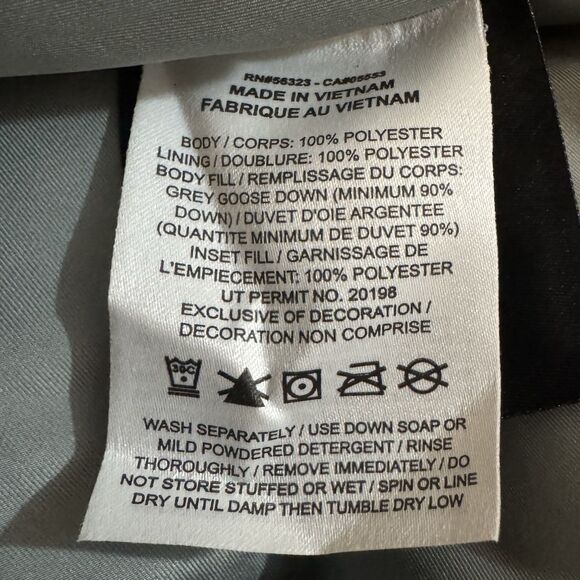 RN#56323 - CA#05553
MADE IN VIETNAM
FABRIQUE AU VIETNAM
BODY / CORPS: 100% POLYESTER
LINING / DOUBLURE: 100% POLYESTER
BODY FILL / REMPLISSAGE DU CORPS:
GREY GOOSE DOWN (MINIMUM 90%
DOWN) / DUVET D'OIE ARGENTEE
(QUANTITE MINIMUM DE DUVET 90%)
INSET FILL / GARNISSAGE DE
L'EMPIECEMENT: 100% POLYESTER
UT PERMIT NO. 20198
EXCLUSIVE OF DECORATION /
DECORATION NON COMPRISE
30C
WASH SEPARATELY / USE DOWN SOAP OR
MILD POWDERED DETERGENT / RINSE
THOROUGHLY / REMOVE IMMEDIATELY / DO
NOT STORE STUFFED OR WET / SPIN OR LINE
DRY UNTIL DAMP THEN TUMBLE DRY LOW